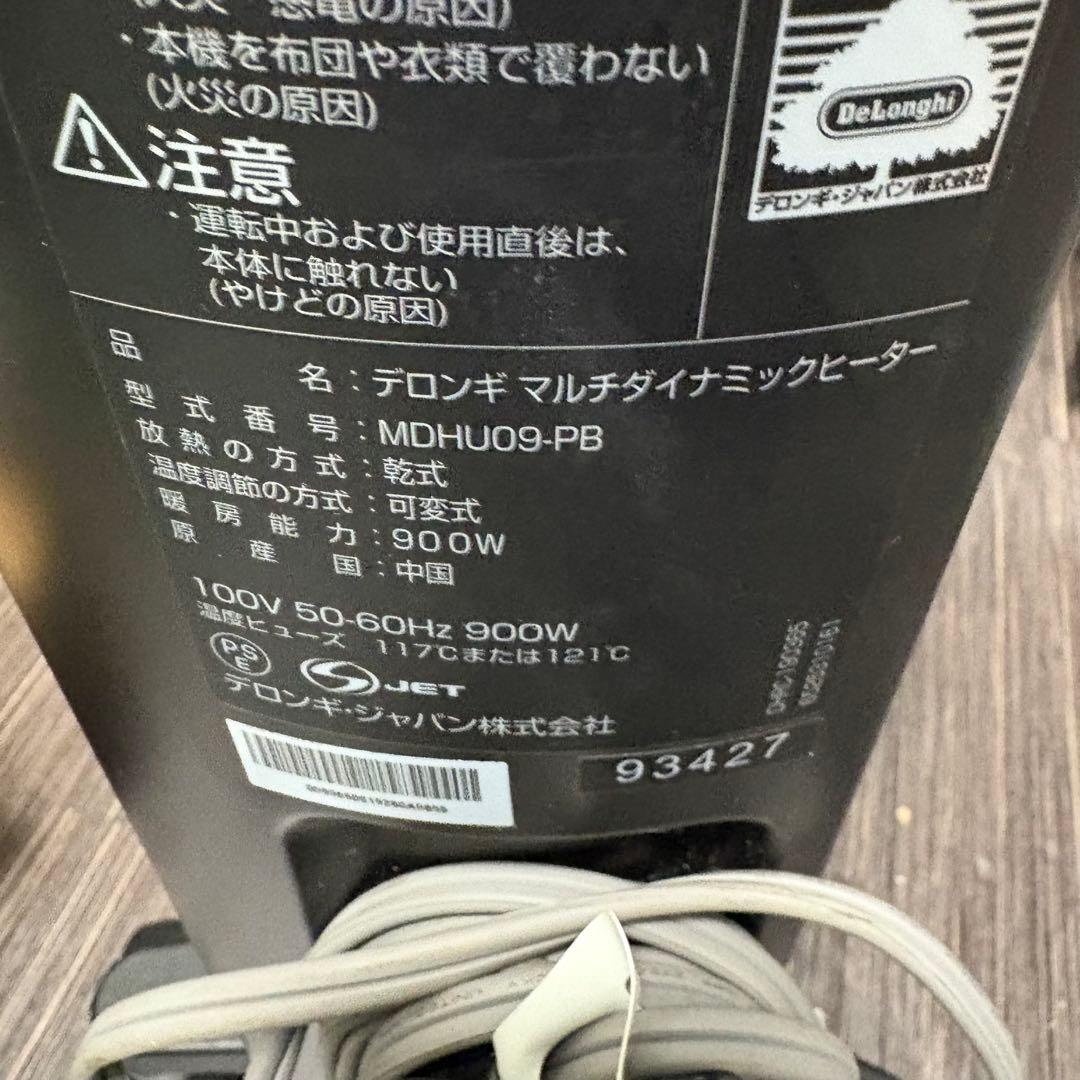 (火災・感電の原因)
・本機を布団や衣類で覆わない
(火災の原因)
注意
・運転中および使用直後は、
本体に触れない
(やけどの原因)
DeLonghi
デロンギ・ジャパン株式会社
品名：デロンギ マルチダイナミックヒーター
型式番号：MDHU09-PB
放熱の方式：乾式
温度調節の方式：可変式
暖房能力：900W
原産国：中国
100V 50-60Hz 900W
温度ヒューズ 117℃または121℃
PSE
JET
デロンギ・ジャパン株式会社
93427